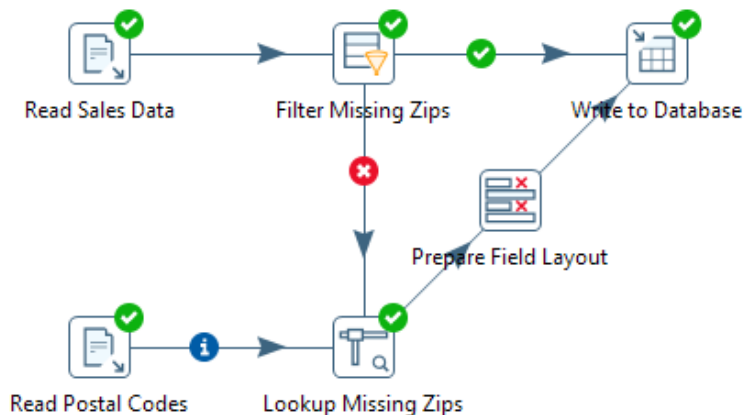 Read Sales Data
Filter Missing Zips
Write to Database
Prepare Field Layout
Read Postal Codes
Lookup Missing Zips